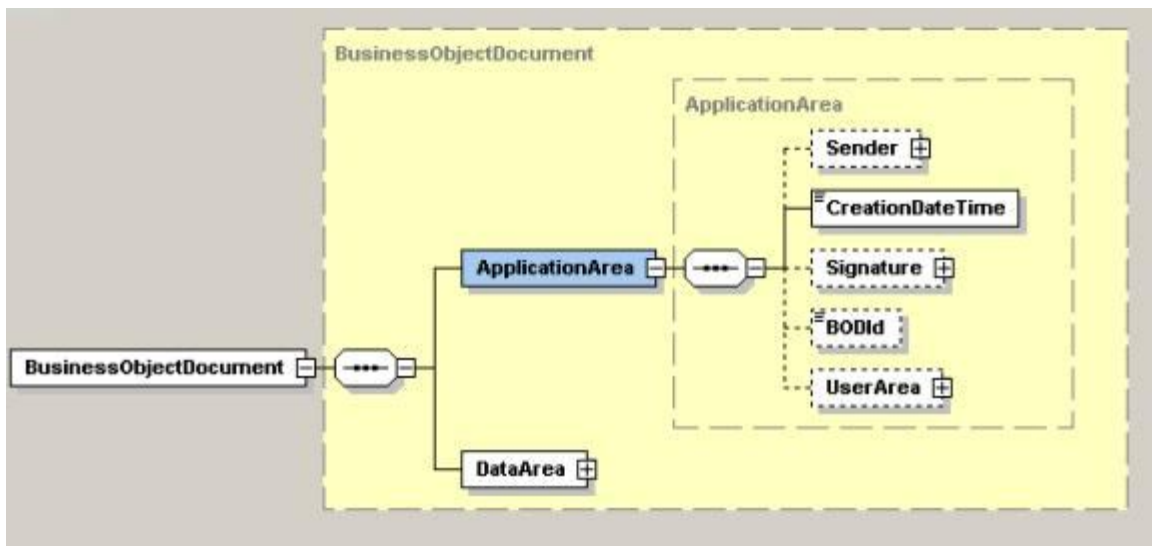 BusinessObjectDocument
ApplicationArea
Sender
CreationDateTime
ApplicationArea
Signature
BODId
BusinessObjectDocument
UserArea
DataArea